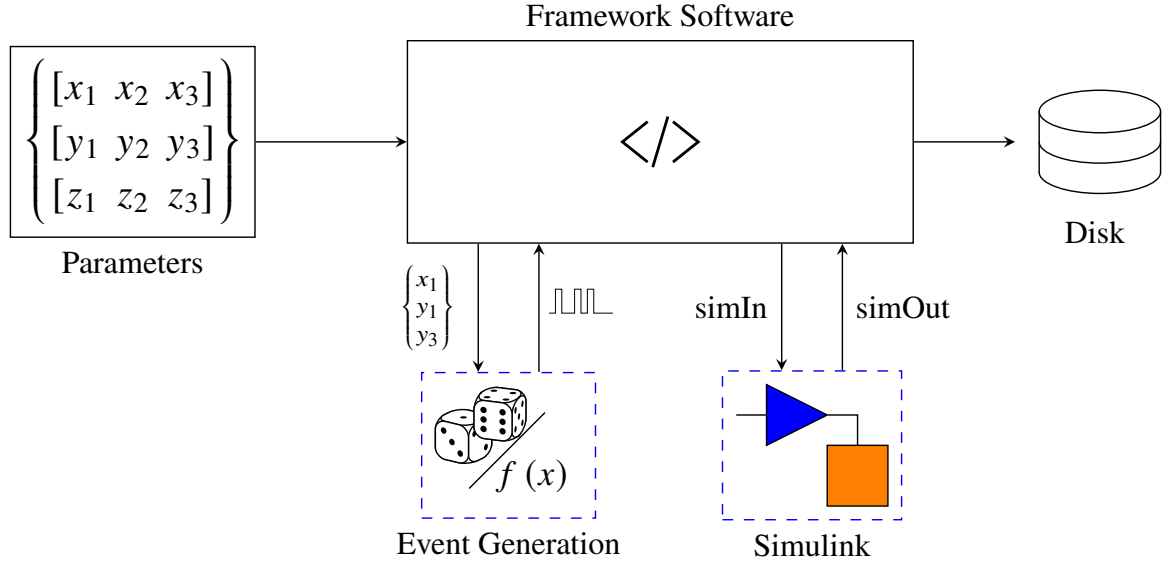 Framework Software
[x₁ x₂ x₃]
[y₁ y₂ y₃]
[z₁ z₂ z₃]
Parameters
</>
Disk
x₁
y₁
y₃
simIn
simOut
f (x)
Event Generation
Simulink